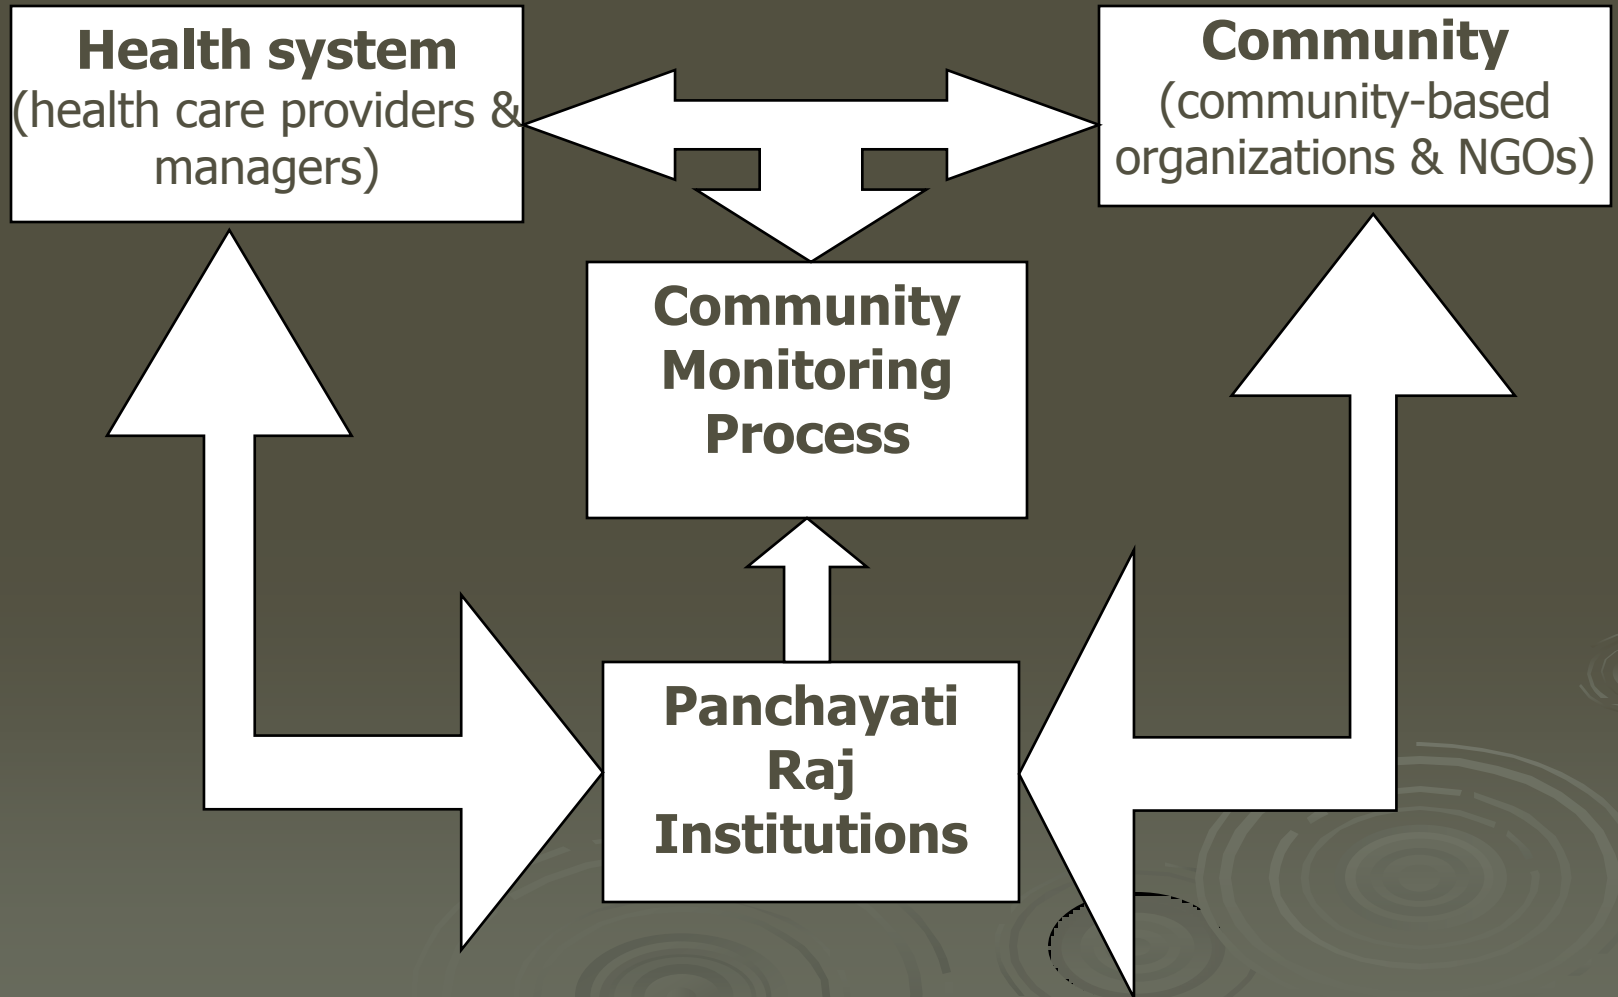 Health system
(health care providers &
managers)
Community
(community-based
organizations & NGOs)
Community
Monitoring
Process
Panchayati
Raj
Institutions